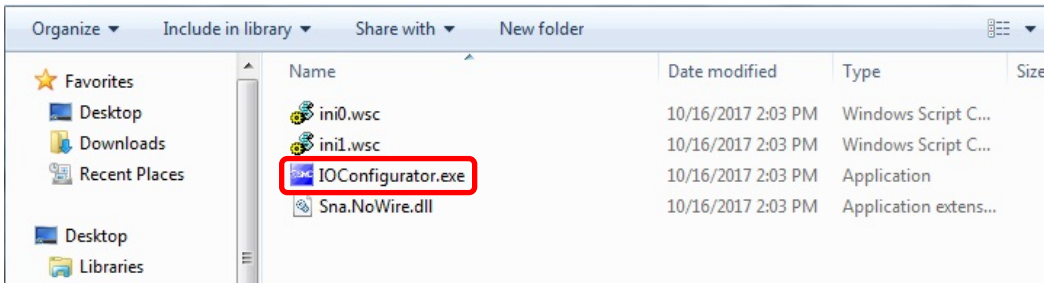 Organize Include in library Share with New folder
Favorites
Desktop
Downloads
Recent Places
Desktop
Libraries
Name Date modified Type Size
ini0.wsc 10/16/2017 2:03 PM Windows Script C...
ini1.wsc 10/16/2017 2:03 PM Windows Script C...
IOConfigurator.exe 10/16/2017 2:03 PM Application
Sna.NoWire.dll 10/16/2017 2:03 PM Application extens...